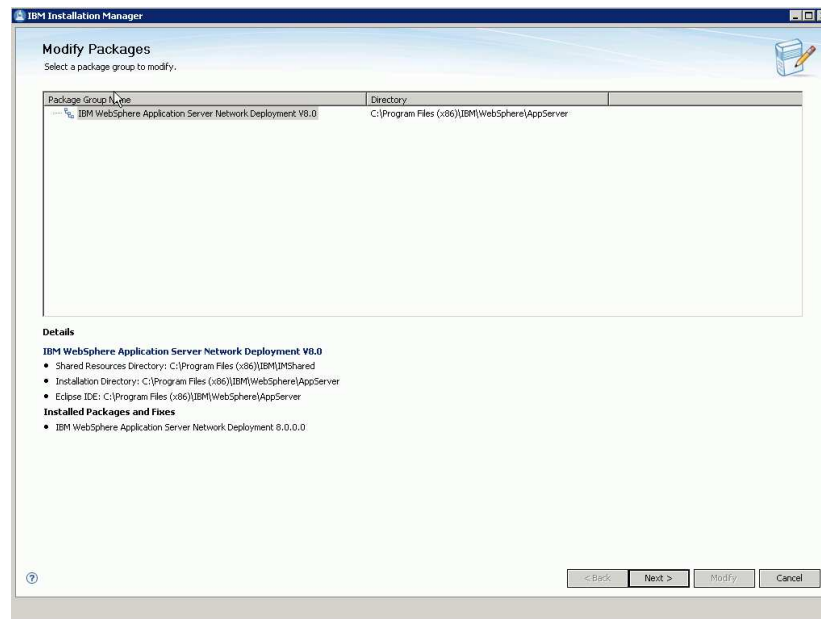 IBM Installation Manager
Modify Packages
Select a package group to modify.
Package Group Name Directory
IBM WebSphere Application Server Network Deployment V8.0 C:\Program Files (x86)\IBM\WebSphere\AppServer
Details
IBM WebSphere Application Server Network Deployment V8.0
• Shared Resources Directory: C:\Program Files (x86)\IBM\IMShared
• Installation Directory: C:\Program Files (x86)\IBM\WebSphere\AppServer
• Eclipse IDE: C:\Program Files (x86)\IBM\WebSphere\AppServer
Installed Packages and Fixes
• IBM WebSphere Application Server Network Deployment 8.0.0.0
? < Back Next > Modify Cancel